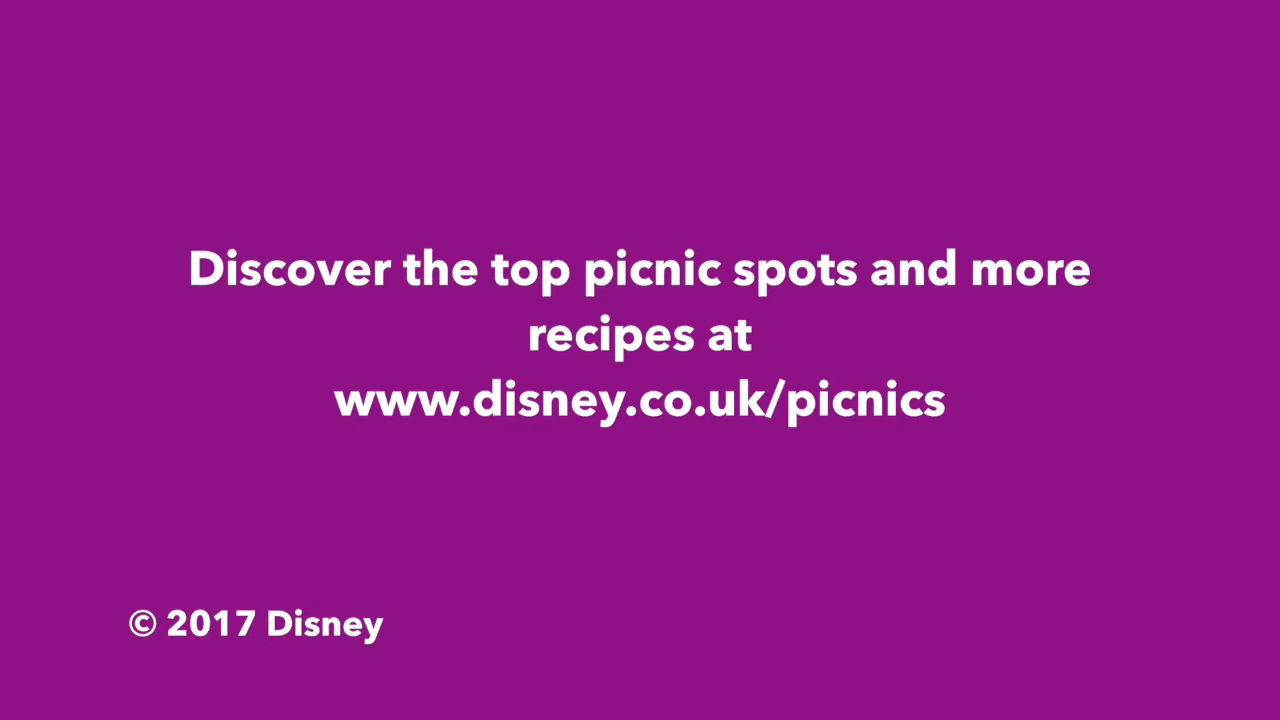 Discover the top picnic spots and more
recipes at
www.disney.co.uk/picnics
© 2017 Disney